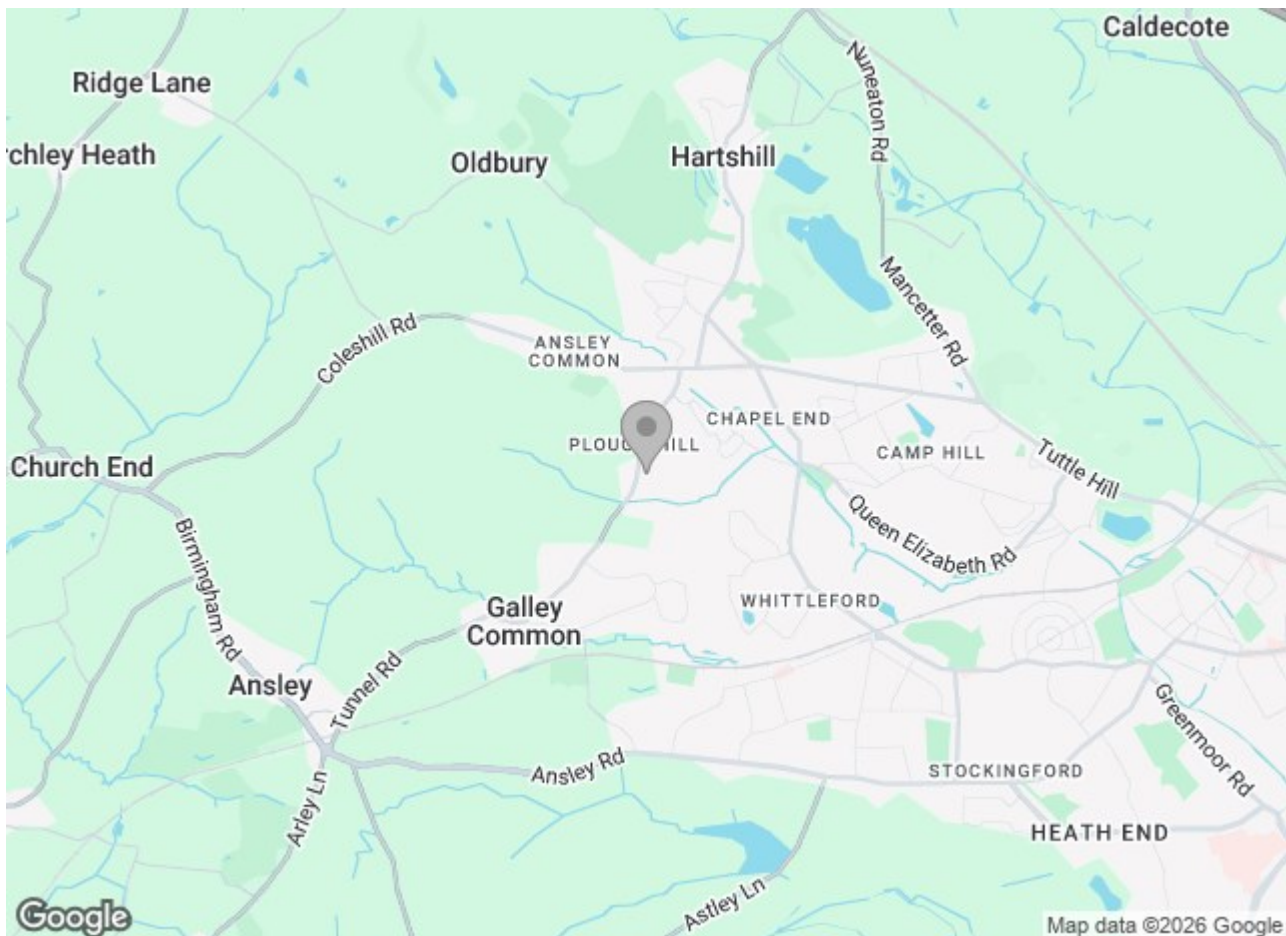 Caldecote
Ridge Lane
Nuneaton Rd
rchley Heath
Oldbury
Hartshill
Mancetter Rd
Coleshill Rd
ANSLEY
COMMON
CHAPEL END
PLOUGH HILL
CAMP HILL
Tuttle Hill
Church End
Queen Elizabeth Rd
Birmingham Rd
Galley
Common
WHITTLEFORD
Ansley
Tunnel Rd
Greenmoor Rd
Ansley Rd
STOCKINGFORD
Arley Ln
HEATH END
Astley Ln
Google
Map data ©2026 Google